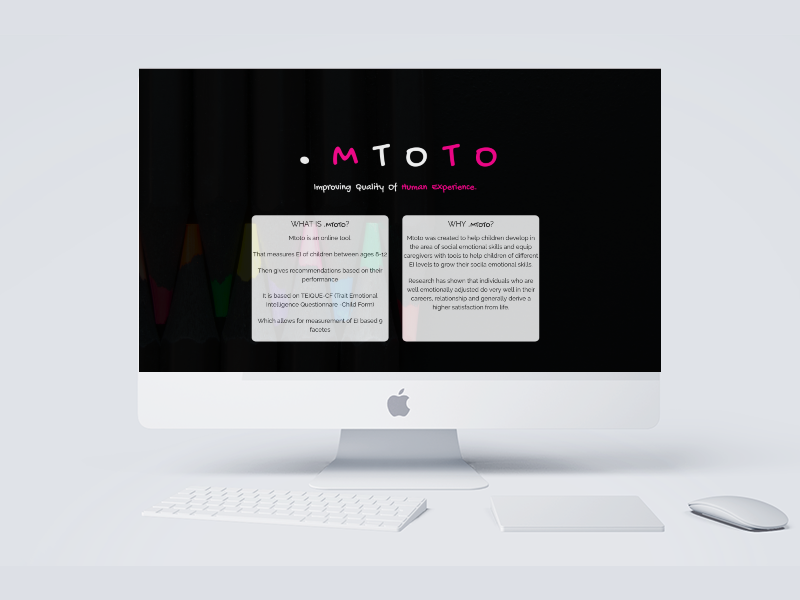 . MTOTO
Improving Quality Of Human Experience.
WHAT IS .MTOTO?
Mtoto is an online tool:
That measures EI of children between ages 8-12
Then gives recommendations based on their
performance.
It is based on TEIQUE-CF (Trait Emotional
Intelligence Questionnaire -Child Form)
Which allows for measurement of EI based 9
facetes
WHY .MTOTO?
Mtoto was created to help children develop in
the area of social emotional skills and equip
caregivers with tools to help children of different
EI levels to grow their socila emotional skills
Research has shown that individuals who are
well emotionally adjusted do very well in their
careers, relationship and generally derive a
higher satisfaction from life.